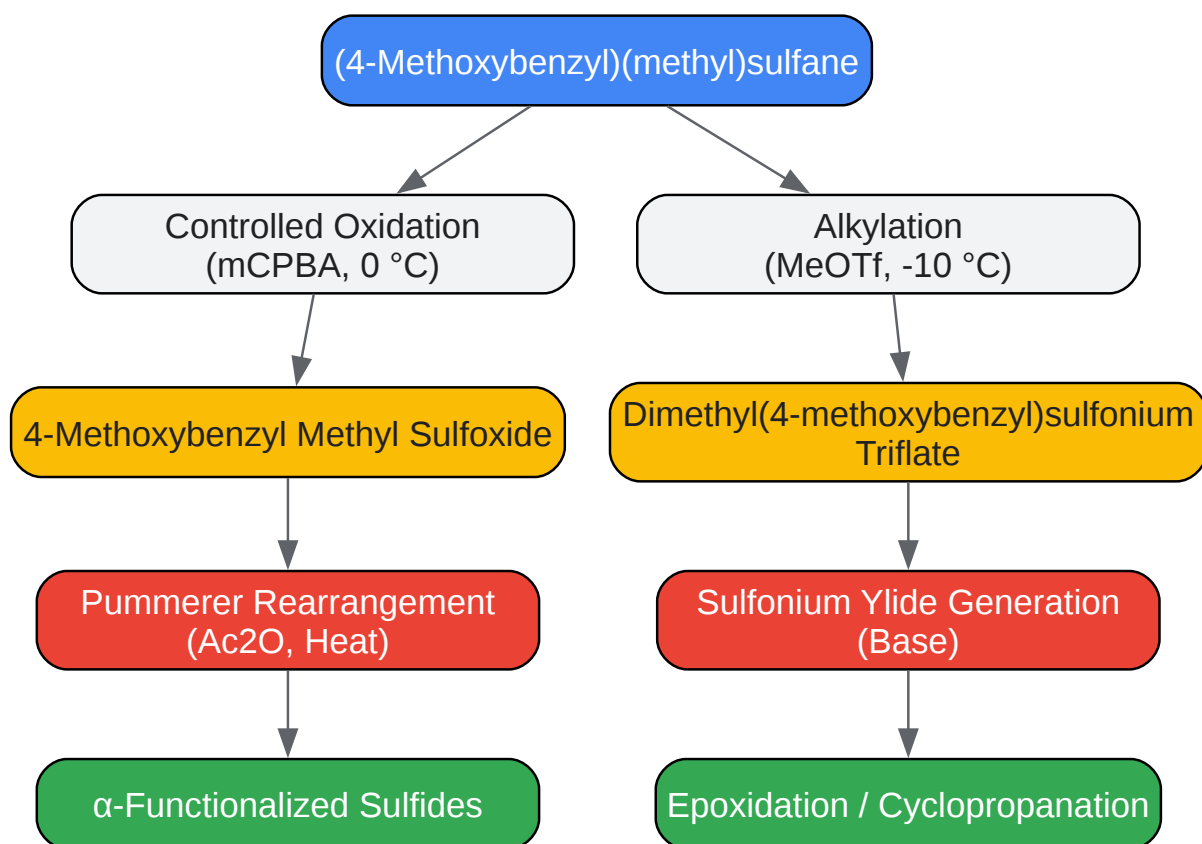 (4-Methoxybenzyl)(methyl)sulfane
Controlled Oxidation
(mCPBA, 0 °C)
Alkylation
(MeOTf, -10 °C)
4-Methoxybenzyl Methyl Sulfoxide
Dimethyl(4-methoxybenzyl)sulfonium
Triflate
Pummerer Rearrangement
(Ac2O, Heat)
Sulfonium Ylide Generation
(Base)
α-Functionalized Sulfides
Epoxidation / Cyclopropanation